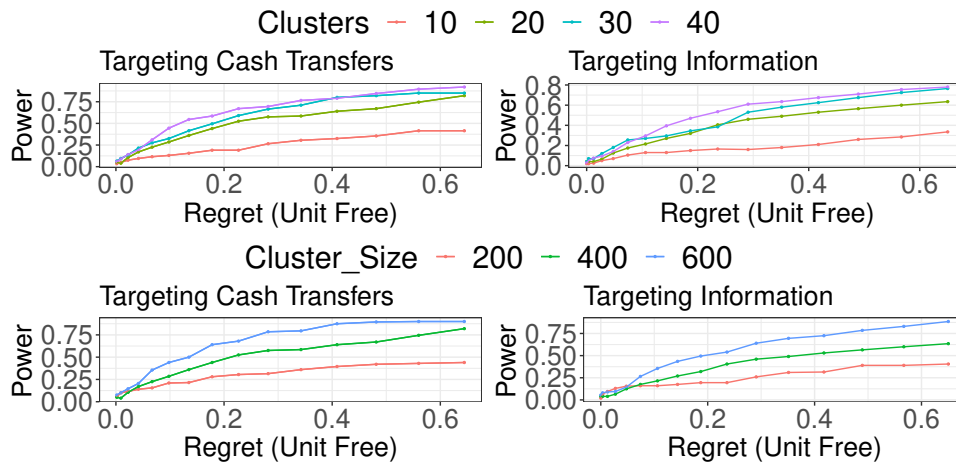 Clusters 10 20 30 40
Targeting Cash Transfers
Power
0.75
0.50
0.25
0.00
0.0 0.2 0.4 0.6
Regret (Unit Free)
Targeting Information
Power
0.8
0.6
0.4
0.2
0.0
0.0 0.2 0.4 0.6
Regret (Unit Free)
Cluster_Size 200 400 600
Targeting Cash Transfers
Power
0.75
0.50
0.25
0.00
0.0 0.2 0.4 0.6
Regret (Unit Free)
Targeting Information
Power
0.75
0.50
0.25
0.00
0.0 0.2 0.4 0.6
Regret (Unit Free)